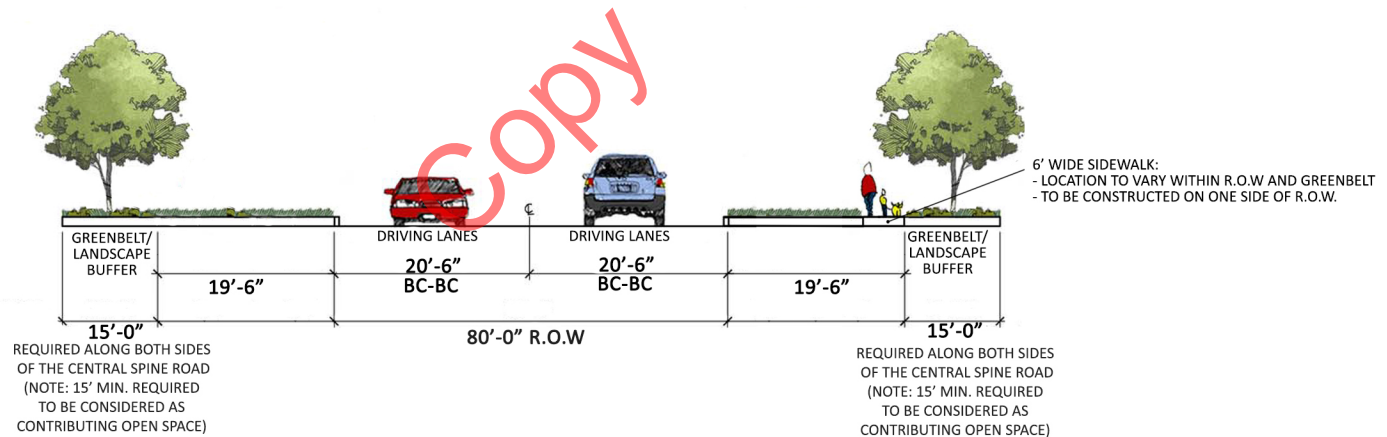 Copy
6’ WIDE SIDEWALK:
- LOCATION TO VARY WITHIN R.O.W AND GREENBELT
- TO BE CONSTRUCTED ON ONE SIDE OF R.O.W.
℄
GREENBELT/
LANDSCAPE
BUFFER
DRIVING LANES
DRIVING LANES
GREENBELT/
LANDSCAPE
BUFFER
20’-6”
BC-BC
20’-6”
BC-BC
19’-6”
19’-6”
15’-0”
80’-0” R.O.W
15’-0”
REQUIRED ALONG BOTH SIDES
OF THE CENTRAL SPINE ROAD
(NOTE: 15’ MIN. REQUIRED
TO BE CONSIDERED AS
CONTRIBUTING OPEN SPACE)
REQUIRED ALONG BOTH SIDES
OF THE CENTRAL SPINE ROAD
(NOTE: 15’ MIN. REQUIRED
TO BE CONSIDERED AS
CONTRIBUTING OPEN SPACE)